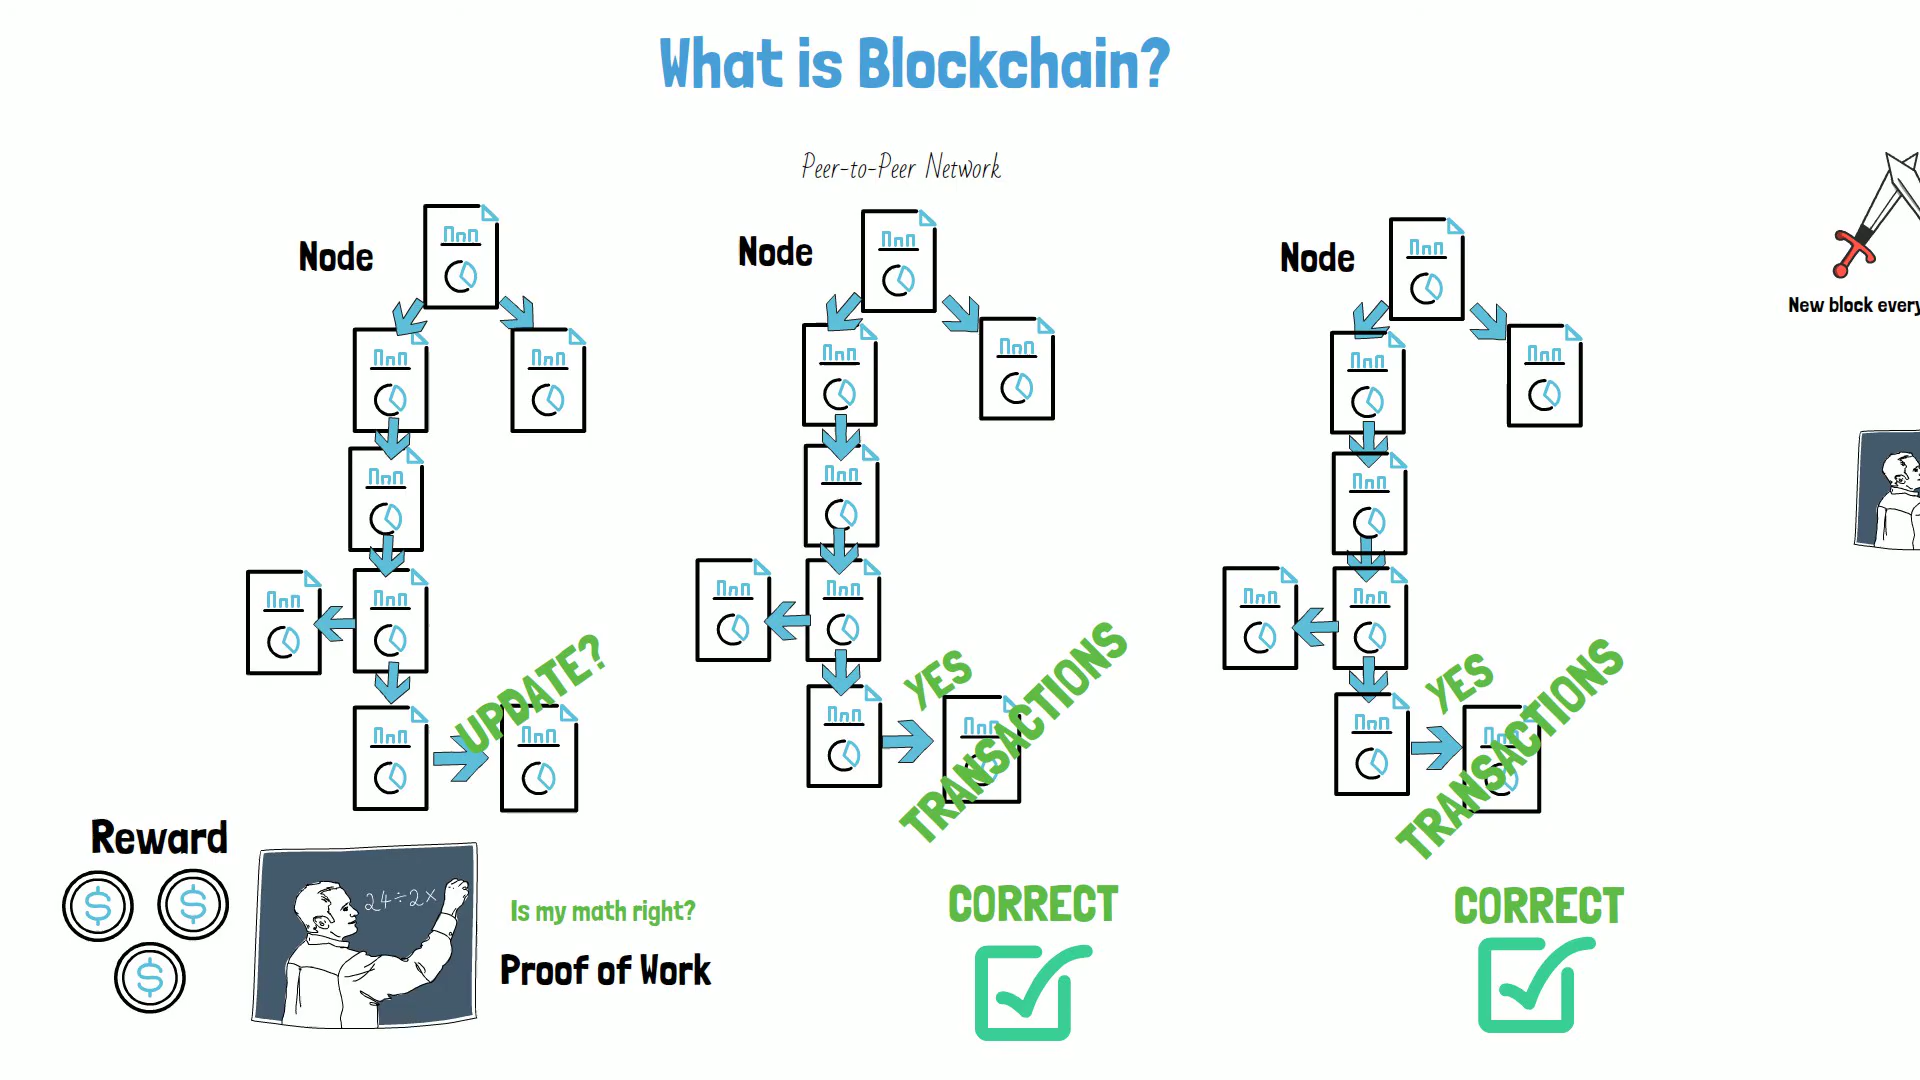 What is Blockchain?
Peer-to-Peer Network
Node
Node
Node
New block every
UPDATE?
YES
TRANSACTIONS
YES
TRANSACTIONS
Reward
$
$
$
24÷2x
Is my math right?
Proof of Work
CORRECT
CORRECT